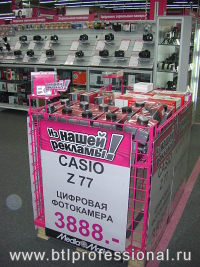 Из нашей
рекламы!
CASIO
Z 77
ЦИФРОВАЯ
ФОТОКАМЕРА
3888.-
Media Markt
www.btlprofessional.ru